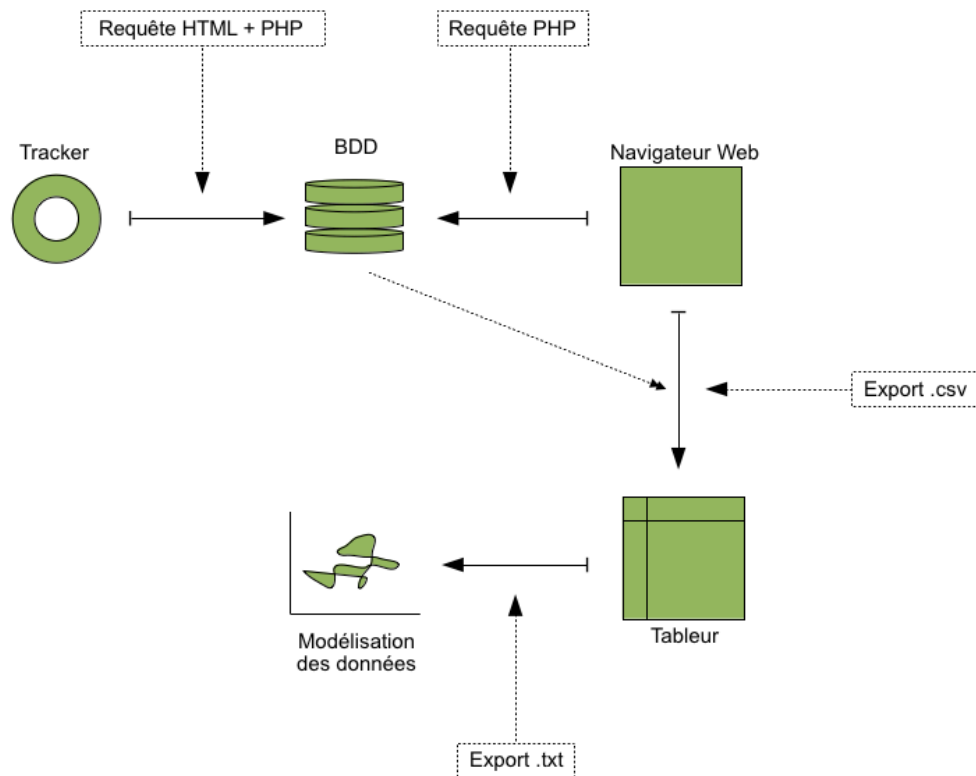 Requête HTML + PHP
Requête PHP
Tracker
BDD
Navigateur Web
Export .csv
Modélisation
des données
Tableur
Export .txt